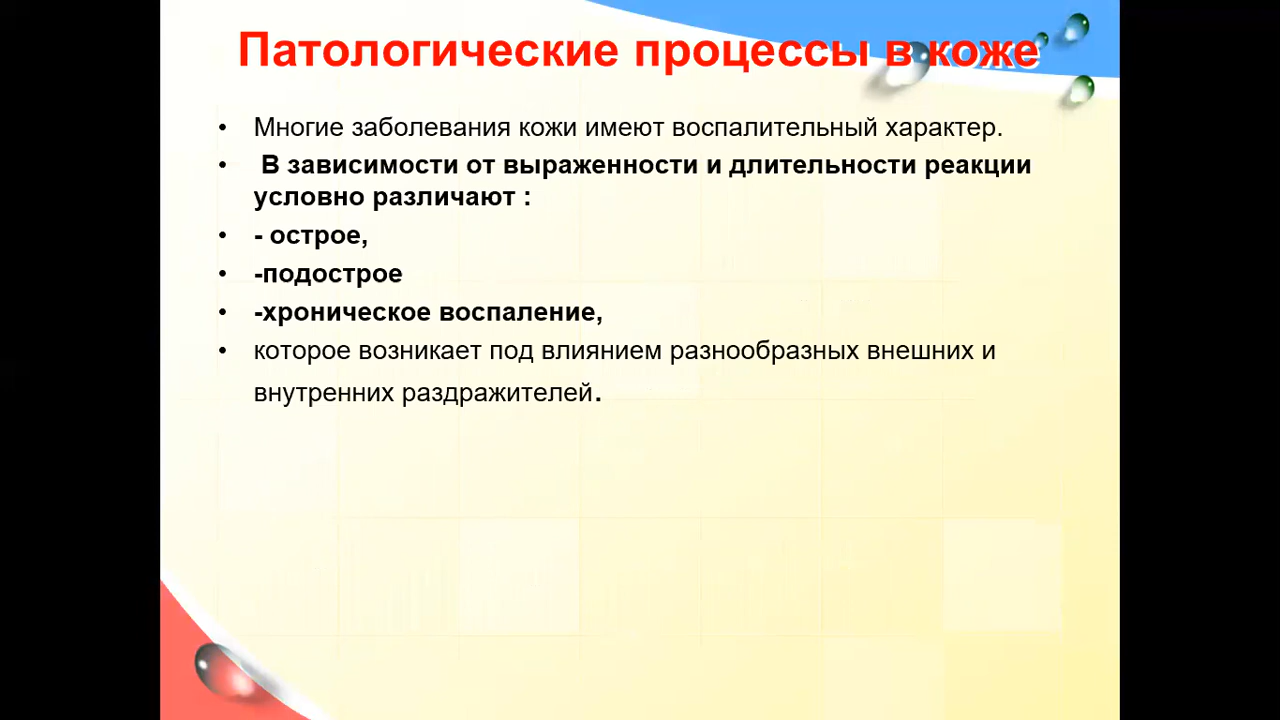 Патологические процессы в коже
• Многие заболевания кожи имеют воспалительный характер.
• В зависимости от выраженности и длительности реакции
условно различают :
• - острое,
• -подострое
• -хроническое воспаление,
• которое возникает под влиянием разнообразных внешних и
внутренних раздражителей.